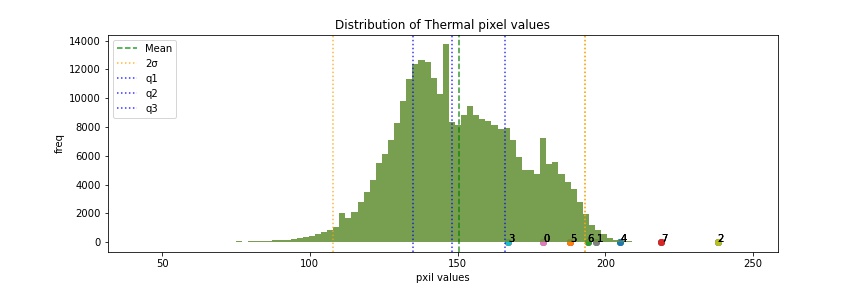 Distribution of Thermal pixel values
Mean
2σ
q1
q2
q3
14000
12000
10000
8000
6000
4000
2000
0
freq
3 0 5 6 1 4 7 2
50 100 150 200 250
pxil values